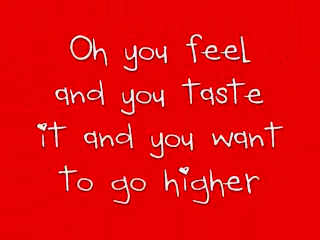 Oh you feel
and you taste
it and you want
to go higher